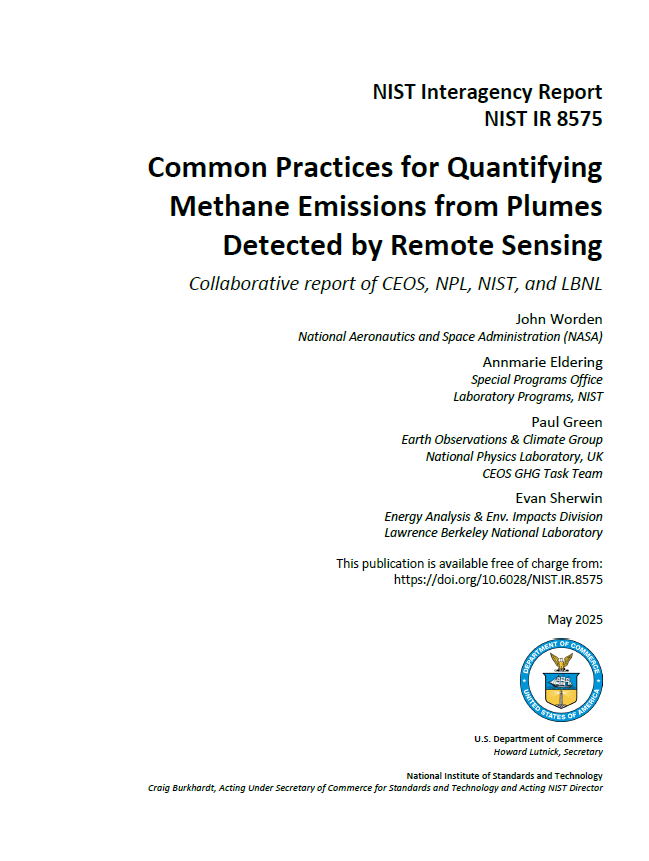 NIST Interagency Report
NIST IR 8575
Common Practices for Quantifying
Methane Emissions from Plumes
Detected by Remote Sensing
Collaborative report of CEOS, NPL, NIST, and LBNL
John Worden
National Aeronautics and Space Administration (NASA)
Annmarie Eldering
Special Programs Office
Laboratory Programs, NIST
Paul Green
Earth Observations & Climate Group
National Physics Laboratory, UK
CEOS GHG Task Team
Evan Sherwin
Energy Analysis & Env. Impacts Division
Lawrence Berkeley National Laboratory
This publication is available free of charge from:
https://doi.org/10.6028/NIST.IR.8575
May 2025
DEPARTMENT OF COMMERCE
UNITED STATES OF AMERICA
U.S. Department of Commerce
Howard Lutnick, Secretary
National Institute of Standards and Technology
Craig Burkhardt, Acting Under Secretary of Commerce for Standards and Technology and Acting NIST Director